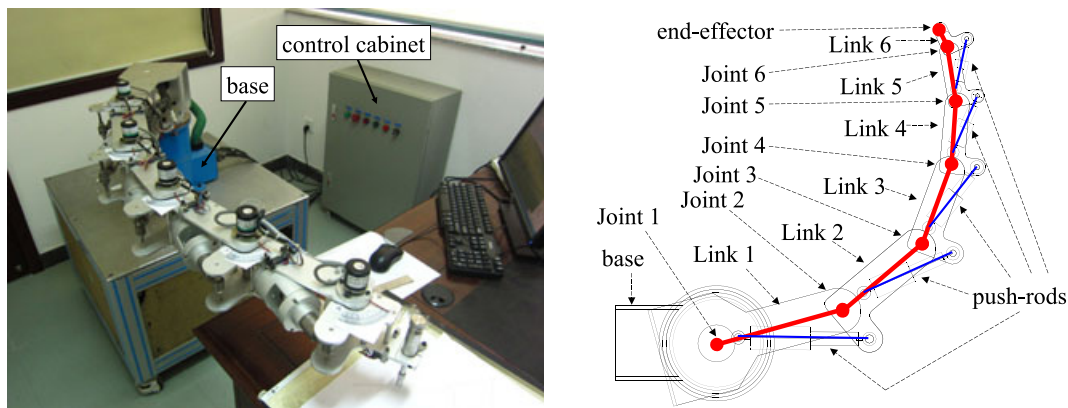 control cabinet
base
end-effector
Link 6
Joint 6
Link 5
Joint 5
Link 4
Joint 4
Joint 3
Link 3
Joint 2
Joint 1
Link 2
Link 1
base
push-rods